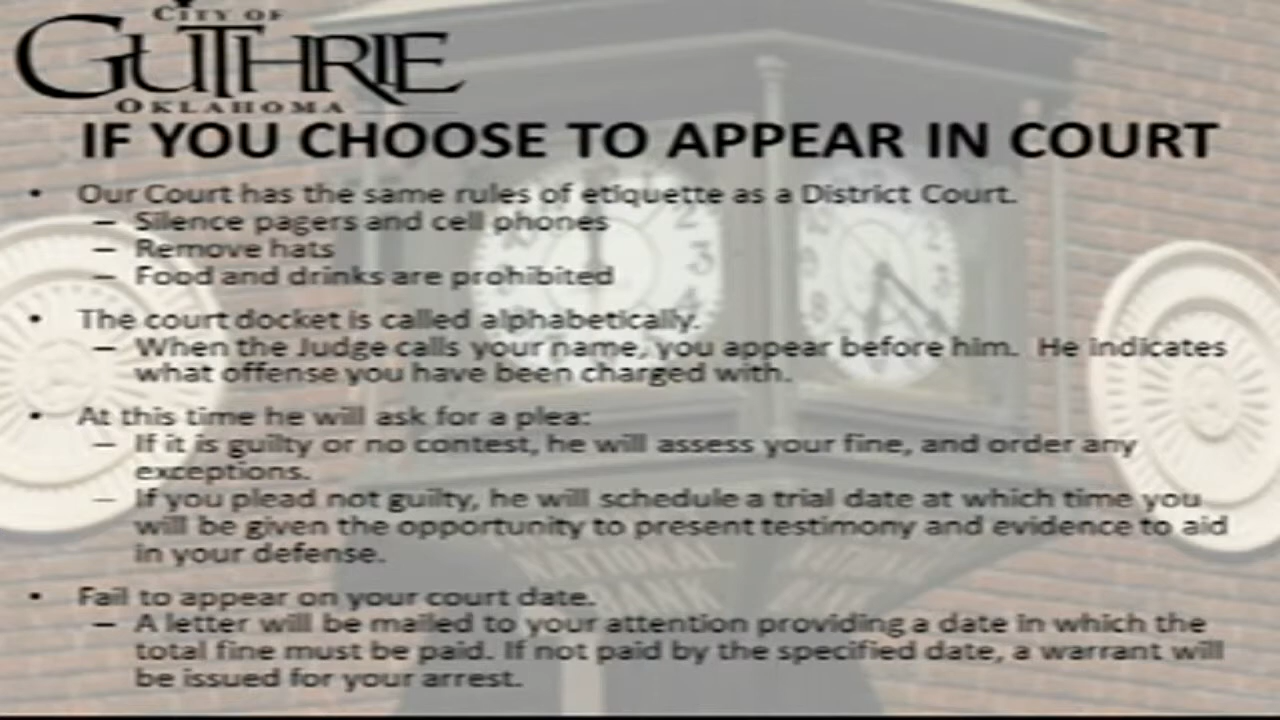 CITY OF
GUTHRIE
OKLAHOMA
IF YOU CHOOSE TO APPEAR IN COURT
• Our Court has the same rules of etiquette as a District Court.
– Silence pagers and cell phones
– Remove hats
– Food and drinks are prohibited
• The court docket is called alphabetically.
– When the Judge calls your name, you appear before him. He indicates
what offense you have been charged with.
• At this time he will ask for a plea:
– If it is guilty or no contest, he will assess your fine, and order any
exceptions.
– If you plead not guilty, he will schedule a trial date at which time you
will be given the opportunity to present testimony and evidence to aid
in your defense.
• Fail to appear on your court date.
– A letter will be mailed to your attention providing a date in which the
total fine must be paid. If not paid by the specified date, a warrant will
be issued for your arrest.
NATIONAL
BANK